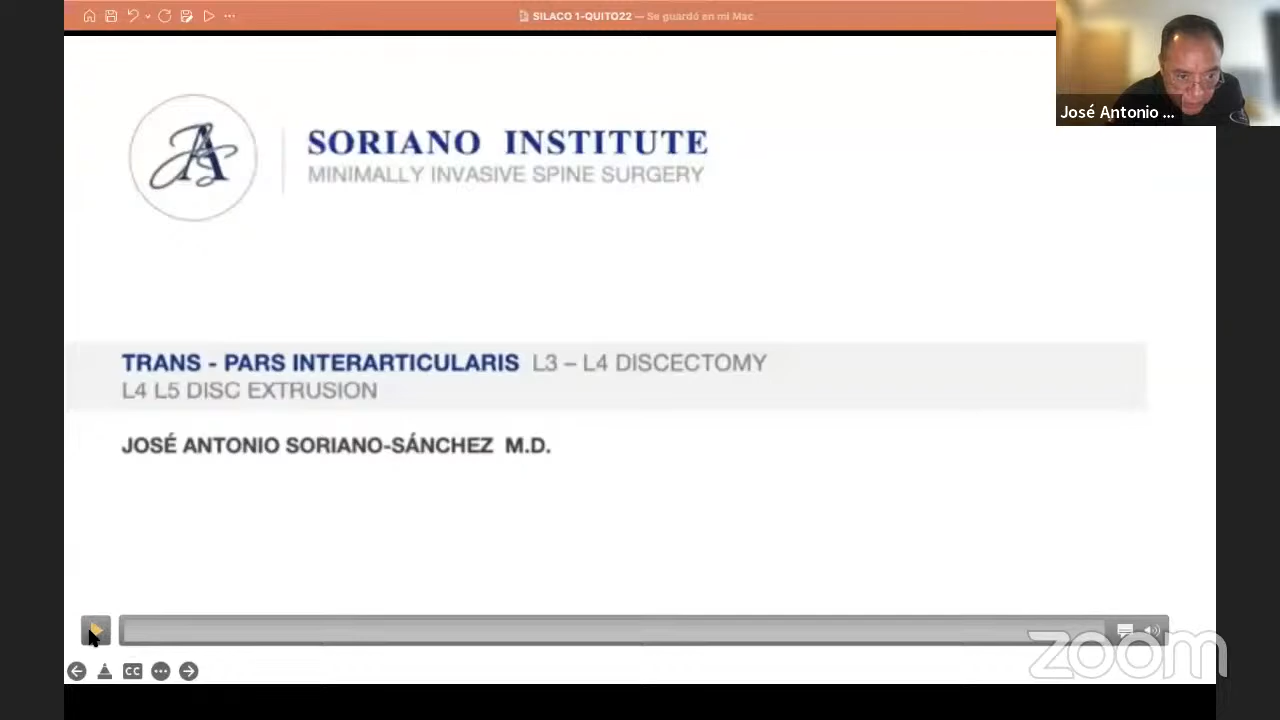 SILACO 1-QUITO22 — Se guardó en mi Mac
José Antonio ...
SORIANO INSTITUTE
MINIMALLY INVASIVE SPINE SURGERY
TRANS - PARS INTERARTICULARIS L3 – L4 DISCECTOMY
L4 L5 DISC EXTRUSION
JOSÉ ANTONIO SORIANO-SÁNCHEZ M.D.
CC
zoom